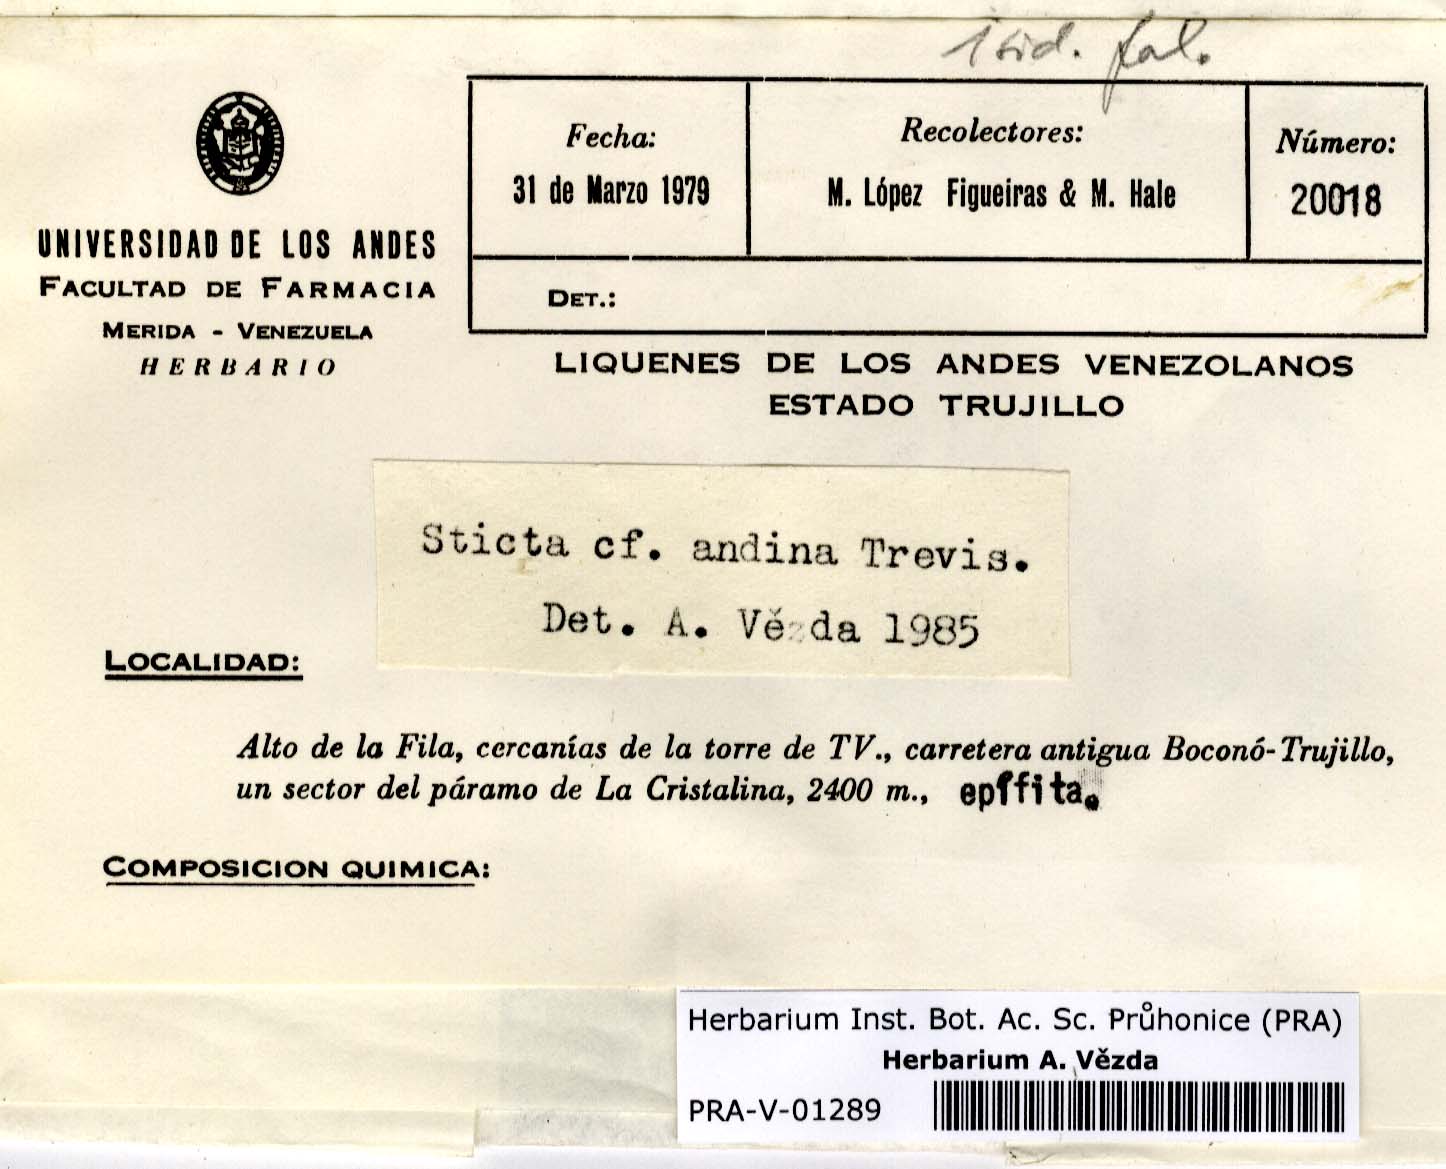 isid. pal.
Fecha:
31 de Marzo 1979
Recolectores:
M. López Figueiras & M. Hale
Número:
20018
DET.:
UNIVERSIDAD DE LOS ANDES
FACULTAD DE FARMACIA
MERIDA - VENEZUELA
HERBARIO
LIQUENES DE LOS ANDES VENEZOLANOS
ESTADO TRUJILLO
Sticta cf. andina Trevis.
Det. A. Vězda 1985
LOCALIDAD:
Alto de la Fila, cercanías de la torre de TV., carretera antigua Boconó-Trujillo,
un sector del páramo de La Cristalina, 2400 m., epífita.
COMPOSICION QUIMICA:
Herbarium Inst. Bot. Ac. Sc. Průhonice (PRA)
Herbarium A. Vězda
PRA-V-01289